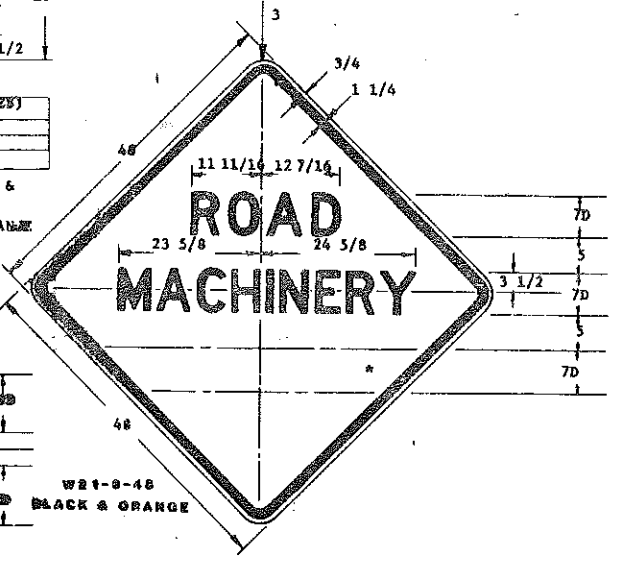 3
1/2
3/4
1 1/4
48
&
11 11/16 12 7/16
ROAD
7D
23 5/8 24 5/8
5
MACHINERY
3 1/2
7D
5
*
7D
48
W21-3-48
BLACK & ORANGE